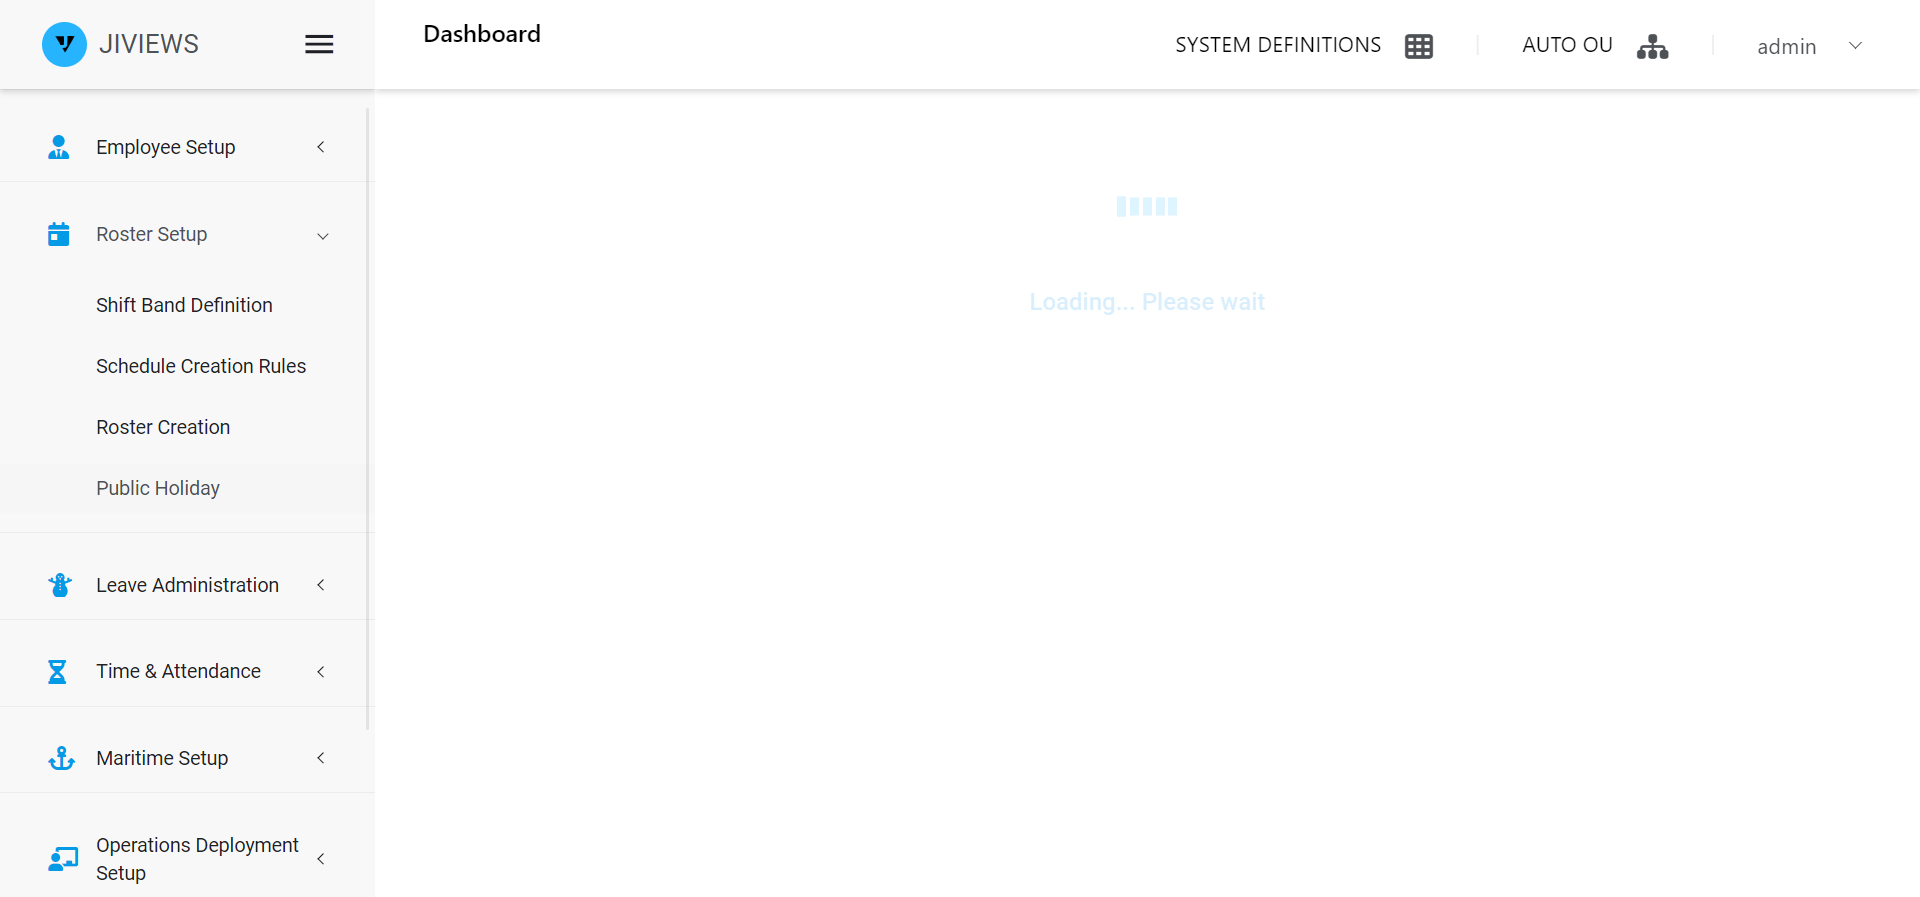 JIVIEWS
Dashboard
SYSTEM DEFINITIONS
AUTO OU
admin
Employee Setup
Roster Setup
Shift Band Definition
Schedule Creation Rules
Roster Creation
Public Holiday
Leave Administration
Time & Attendance
Maritime Setup
Operations Deployment
Setup
Loading... Please wait